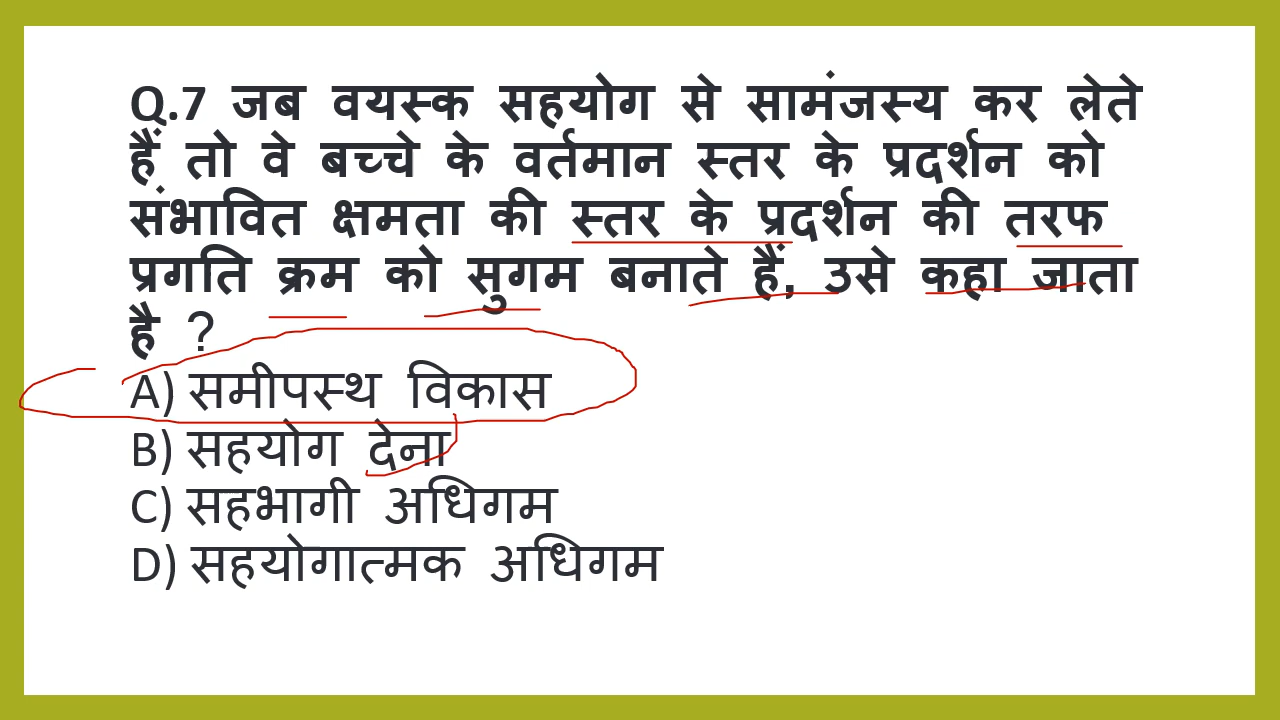 Q.7 जब वयस्क सहयोग से सामंजस्य कर लेते
हैं तो वे बच्चे के वर्तमान स्तर के प्रदर्शन को
संभावित क्षमता की स्तर के प्रदर्शन की तरफ
प्रगति क्रम को सुगम बनाते हैं, उसे कहा जाता
है ?
A) समीपस्थ विकास
B) सहयोग देना
C) सहभागी अधिगम
D) सहयोगात्मक अधिगम